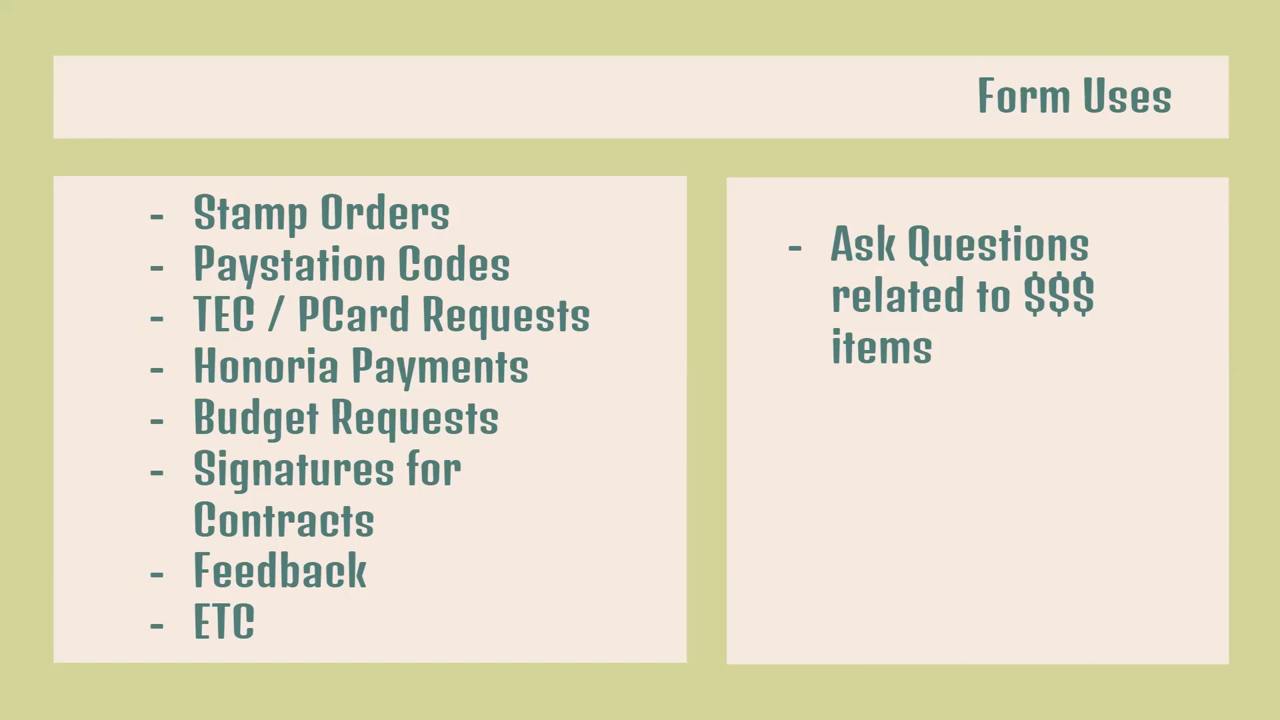 Form Uses
- Stamp Orders
- Paystation Codes
- TEC / PCard Requests
- Honoria Payments
- Budget Requests
- Signatures for
Contracts
- Feedback
- ETC
- Ask Questions
related to $$$
items